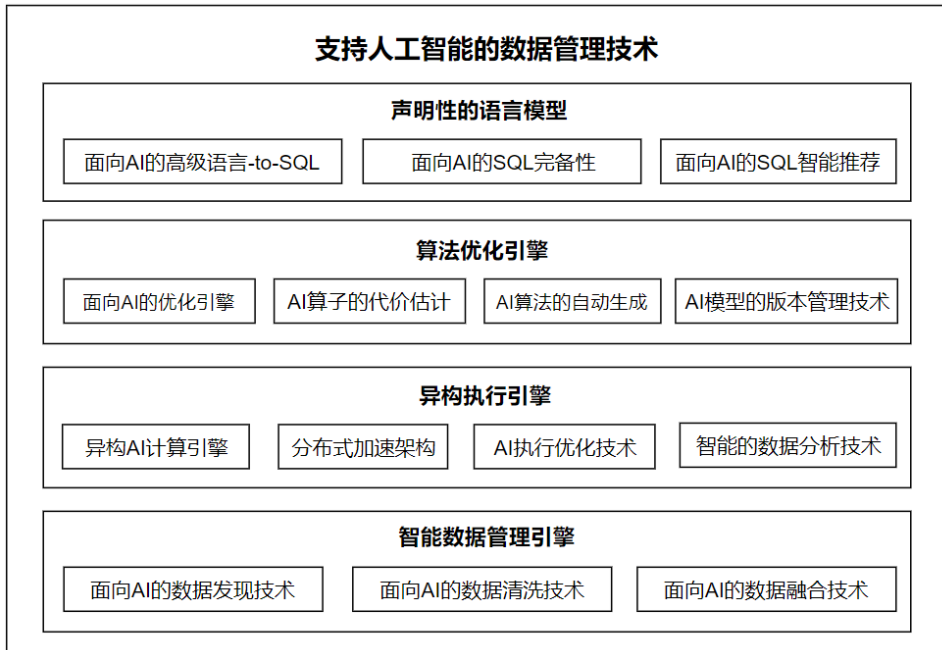 支持人工智能的数据管理技术
声明性的语言模型
面向AI的高级语言-to-SQL
面向AI的SQL完备性
面向AI的SQL智能推荐
算法优化引擎
面向AI的优化引擎
AI算子的代价估计
AI算法的自动生成
AI模型的版本管理技术
异构执行引擎
异构AI计算引擎
分布式加速架构
AI执行优化技术
智能的数据分析技术
智能数据管理引擎
面向AI的数据发现技术
面向AI的数据清洗技术
面向AI的数据融合技术